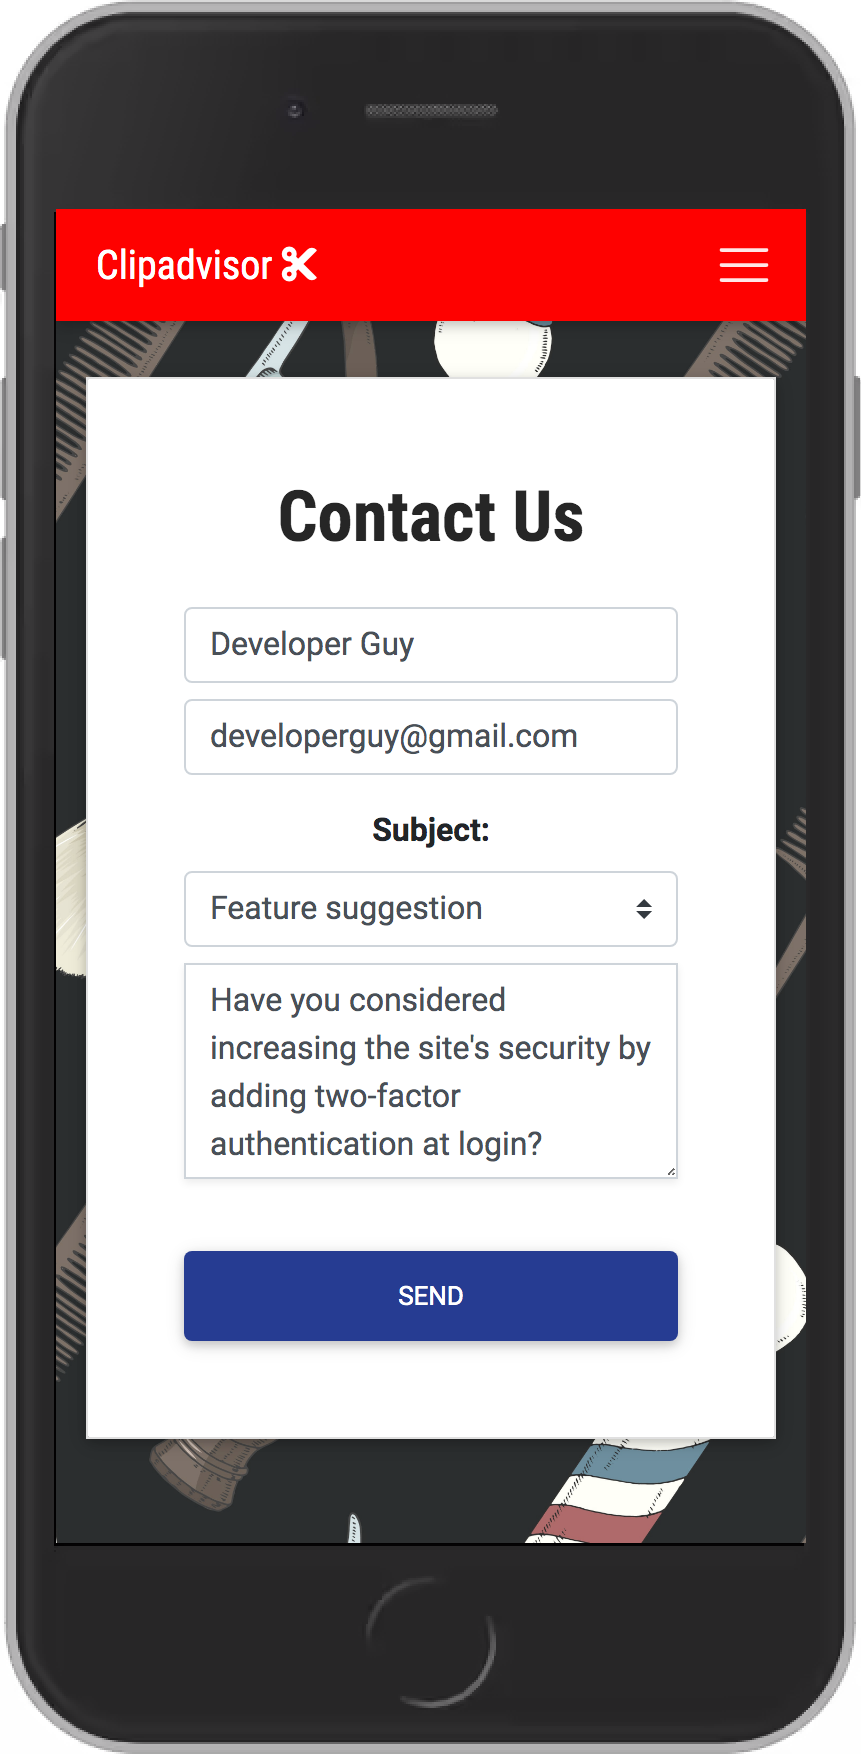 Clipadvisor
Contact Us
Developer Guy
developerguy@gmail.com
Subject:
Feature suggestion
Have you considered
increasing the site's security by
adding two-factor
authentication at login?
SEND